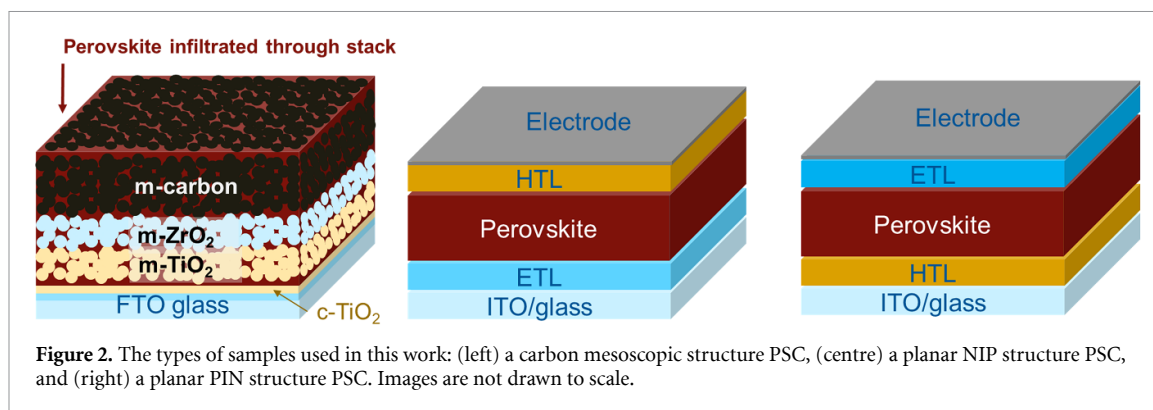 Perovskite infiltrated through stack
m-carbon
m-ZrO₂
m-TiO₂
FTO glass
c-TiO₂
Electrode
HTL
Perovskite
ETL
ITO/glass
Electrode
ETL
Perovskite
HTL
ITO/glass
Figure 2. The types of samples used in this work: (left) a carbon mesoscopic structure PSC, (centre) a planar NIP structure PSC,
and (right) a planar PIN structure PSC. Images are not drawn to scale.